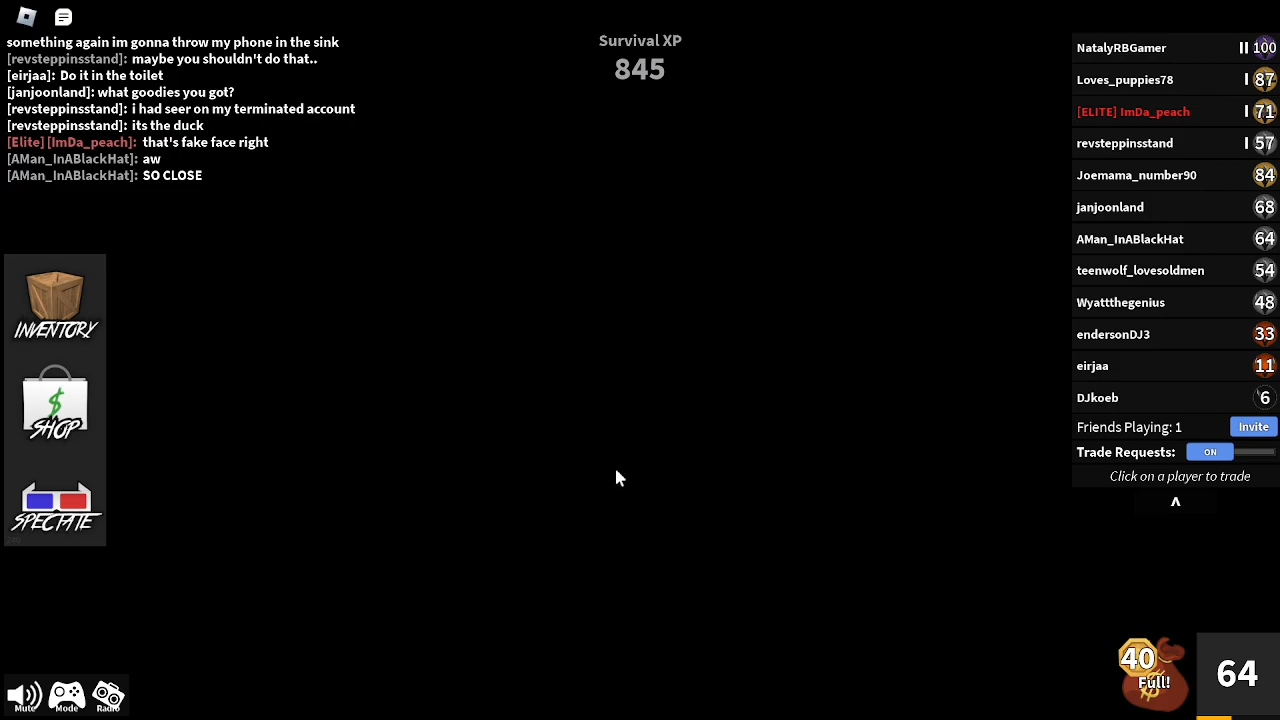 something again im gonna throw my phone in the sink
[revsteppinsstand]: maybe you shouldn't do that..
[eirjaa]: Do it in the toilet
[janjoonland]: what goodies you got?
[revsteppinsstand]: i had seer on my terminated account
[revsteppinsstand]: its the duck
[Elite] [ImDa_peach]: that's fake face right
[AMan_InABlackHat]: aw
[AMan_InABlackHat]: SO CLOSE
INVENTORY
$
SHOP
SPECTATE
Mute
Mode
Radio
Survival XP
845
NatalyRBGamer II 100
Loves_puppies78 I 87
[ELITE] ImDa_peach I 71
revsteppinsstand I 57
Joemama_number90 84
janjoonland 68
AMan_InABlackHat 64
teenwolf_lovesoldmen 54
Wyattthegenius 48
endersonDJ3 33
eirjaa 11
DJkoeb 6
Friends Playing: 1 Invite
Trade Requests: ON
Click on a player to trade
40
Full!
64